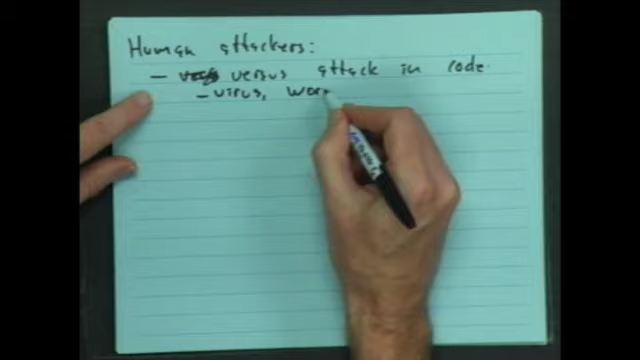 Human attackers:
- versus attack in code.
- virus, wor